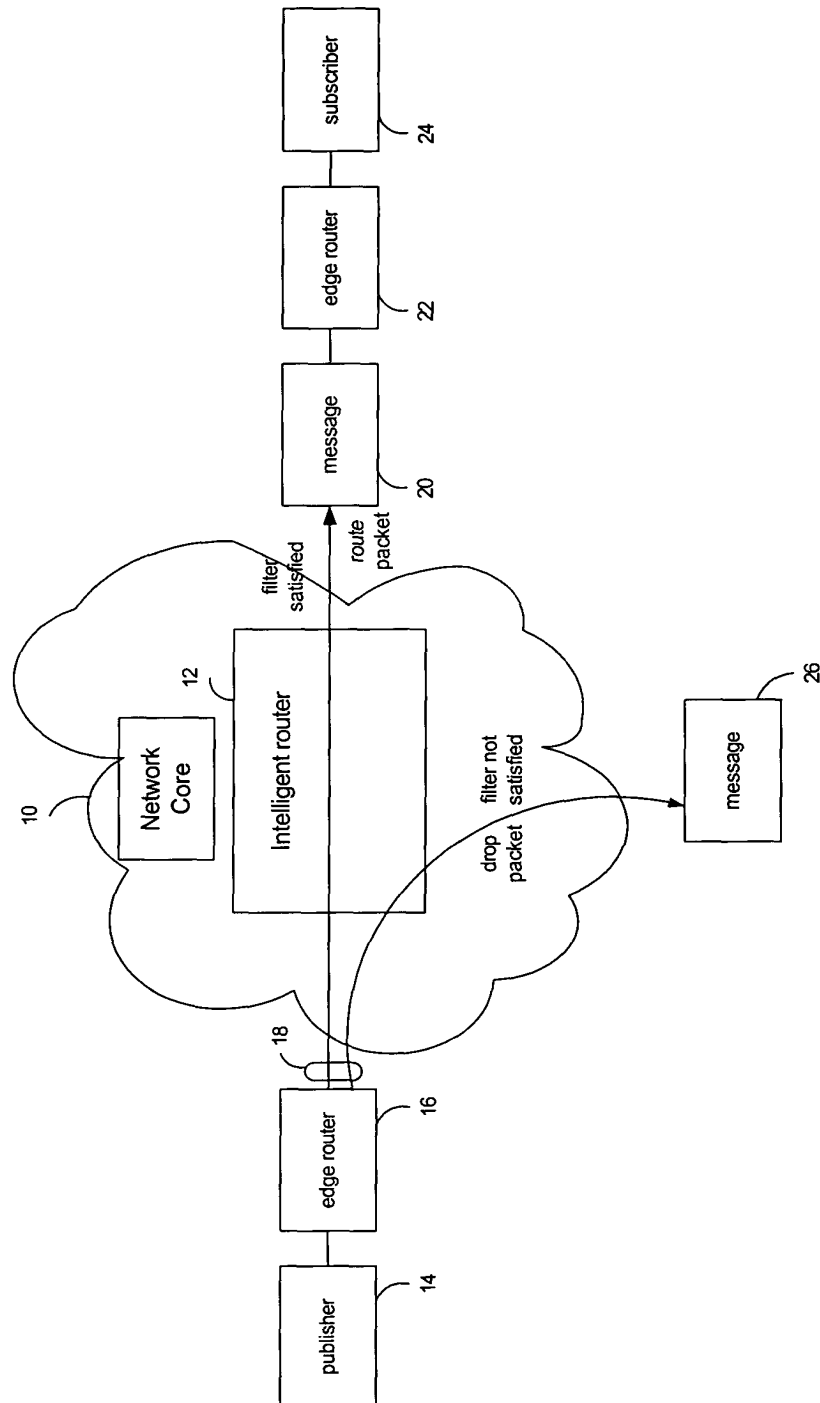 10
Network
Core
12
Intelligent router
publisher
14
edge router
16
18
filter
satisfied
route
packet
message
20
edge router
22
subscriber
24
drop
packet
filter not
satisfied
message
26